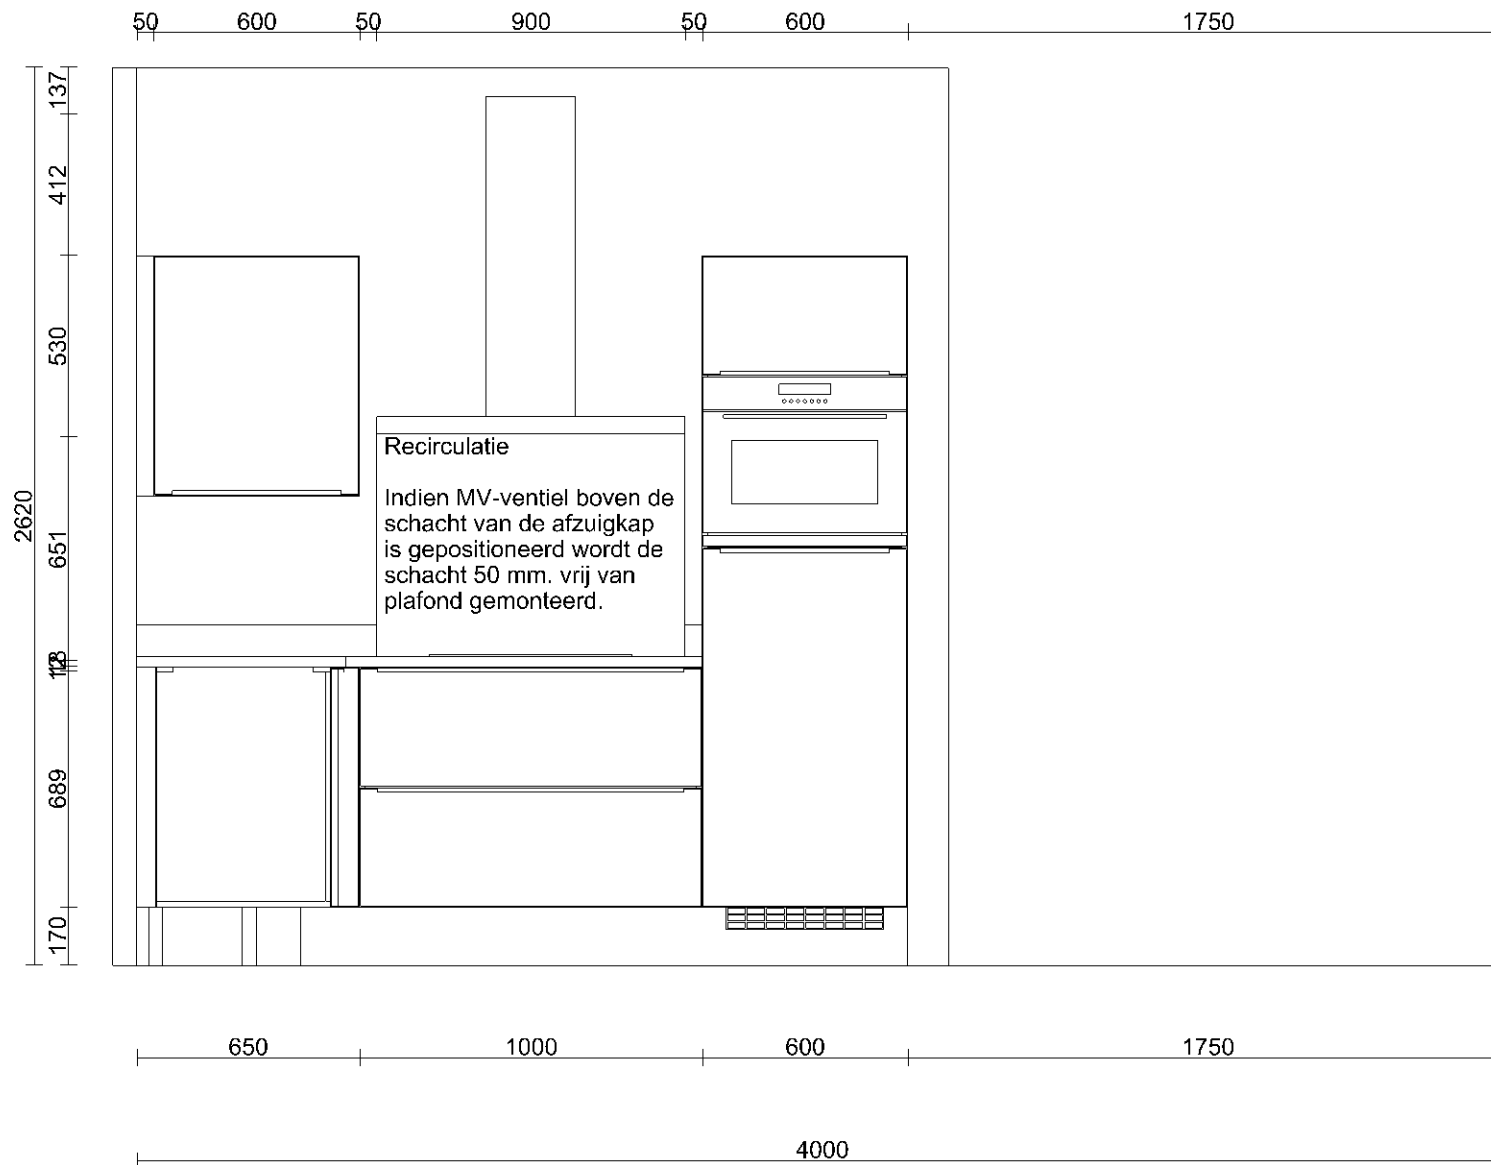 50 600 50 900 50 600 1750
137
412
530
2620
651
689
170
Recirculatie
Indien MV-ventiel boven de
schacht van de afzuigkap
is gepositioneerd wordt de
schacht 50 mm. vrij van
plafond gemonteerd.
650 1000 600 1750
4000